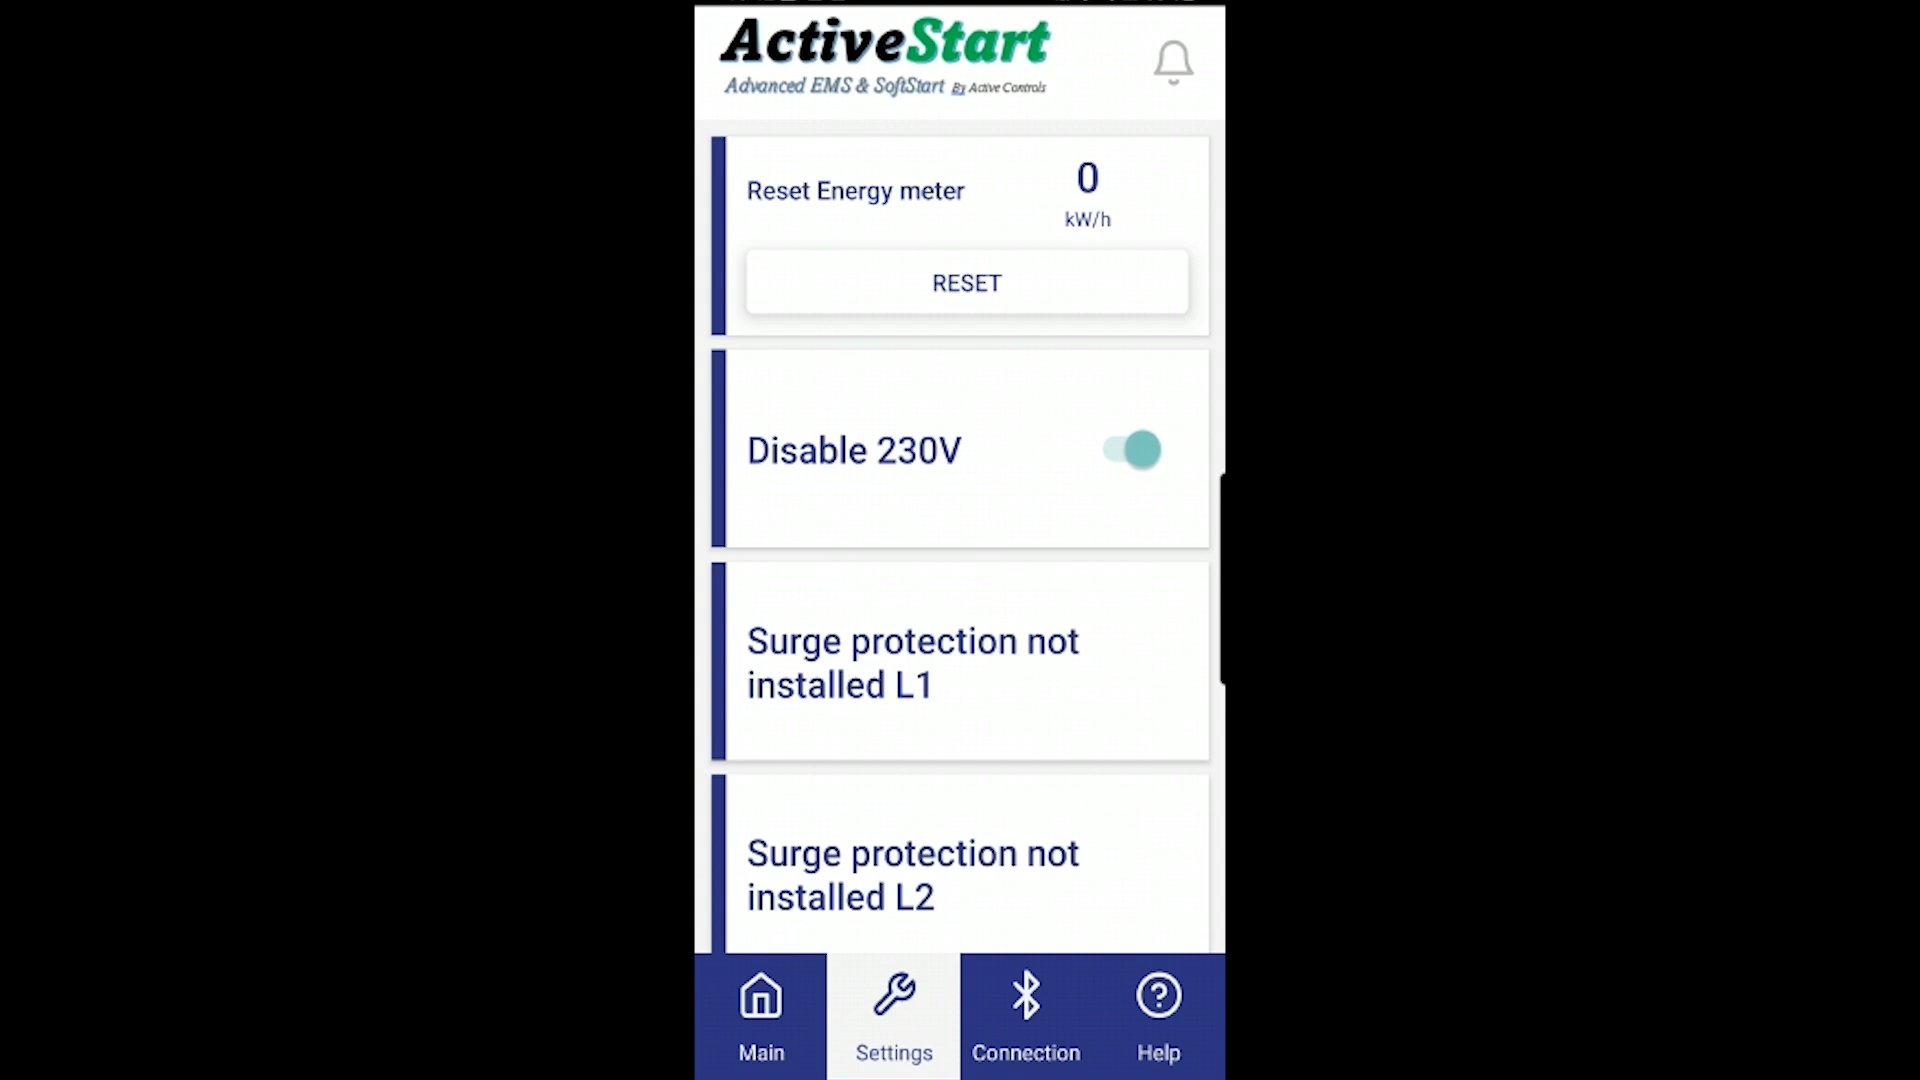 ActiveStart
Advanced EMS & SoftStart By Active Controls
Reset Energy meter
0
kW/h
RESET
Disable 230V
Surge protection not
installed L1
Surge protection not
installed L2
Main
Settings
Connection
Help